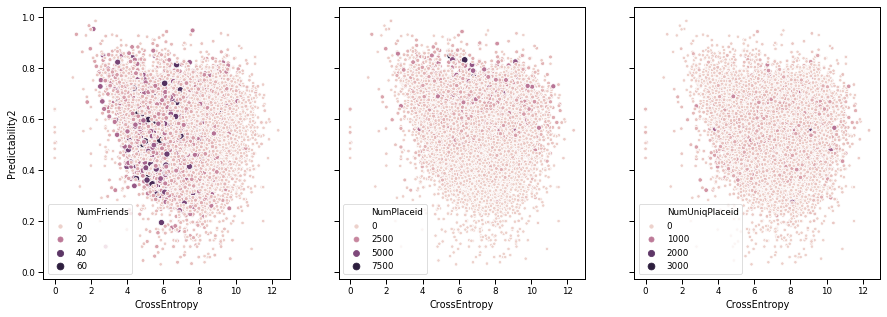 Predictability2
1.0
0.8
0.6
0.4
0.2
0.0
NumFriends
0
20
40
60
0 2 4 6 8 10 12
CrossEntropy
NumPlaceid
0
2500
5000
7500
0 2 4 6 8 10 12
CrossEntropy
NumUniqPlaceid
0
1000
2000
3000
0 2 4 6 8 10 12
CrossEntropy